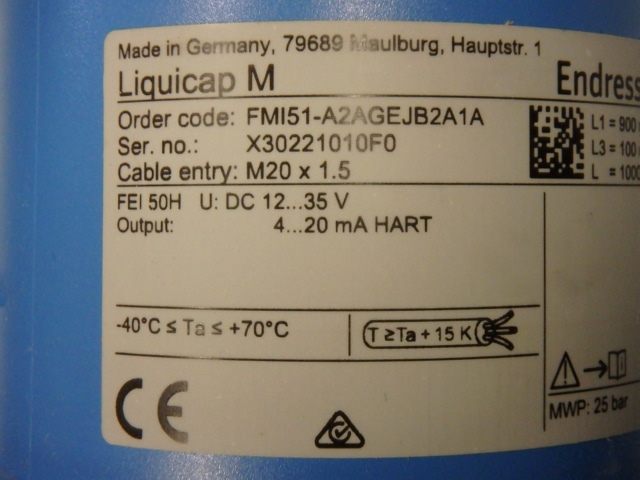 Made in Germany, 79689 Maulburg, Hauptstr. 1
Liquicap M
Endress
Order code: FMI51-A2AGEJB2A1A
Ser. no.: X30221010F0
Cable entry: M20 x 1.5
L1 = 900
L3 = 100
L = 1000
FEI 50H U: DC 12...35 V
Output: 4...20 mA HART
-40°C ≤ Ta ≤ +70°C
T ≥Ta + 15 K
CE
MWP: 25 bar